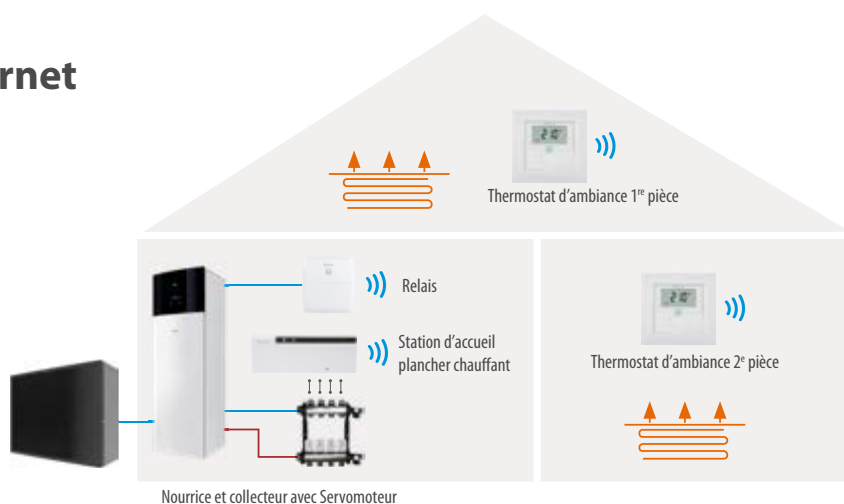 rnet
Thermostat d'ambiance 1re pièce
Relais
Station d'accueil
plancher chauffant
Thermostat d'ambiance 2e pièce
Nourrice et collecteur avec Servomoteur